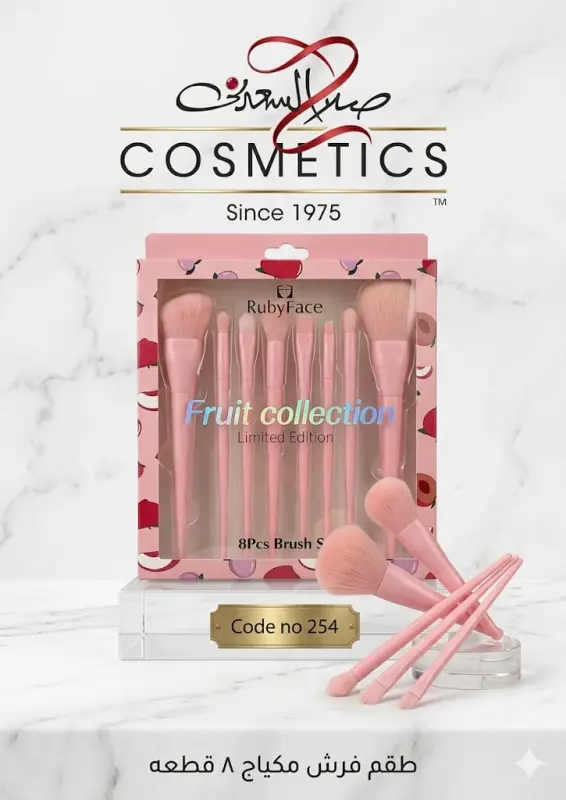 صلاح السعدني
COSMETICS
TM
Since 1975
RubyFace
Fruit collection
Limited Edition
8Pcs Brush S
Code no 254
طقم فرش مكياج ٨ قطعه